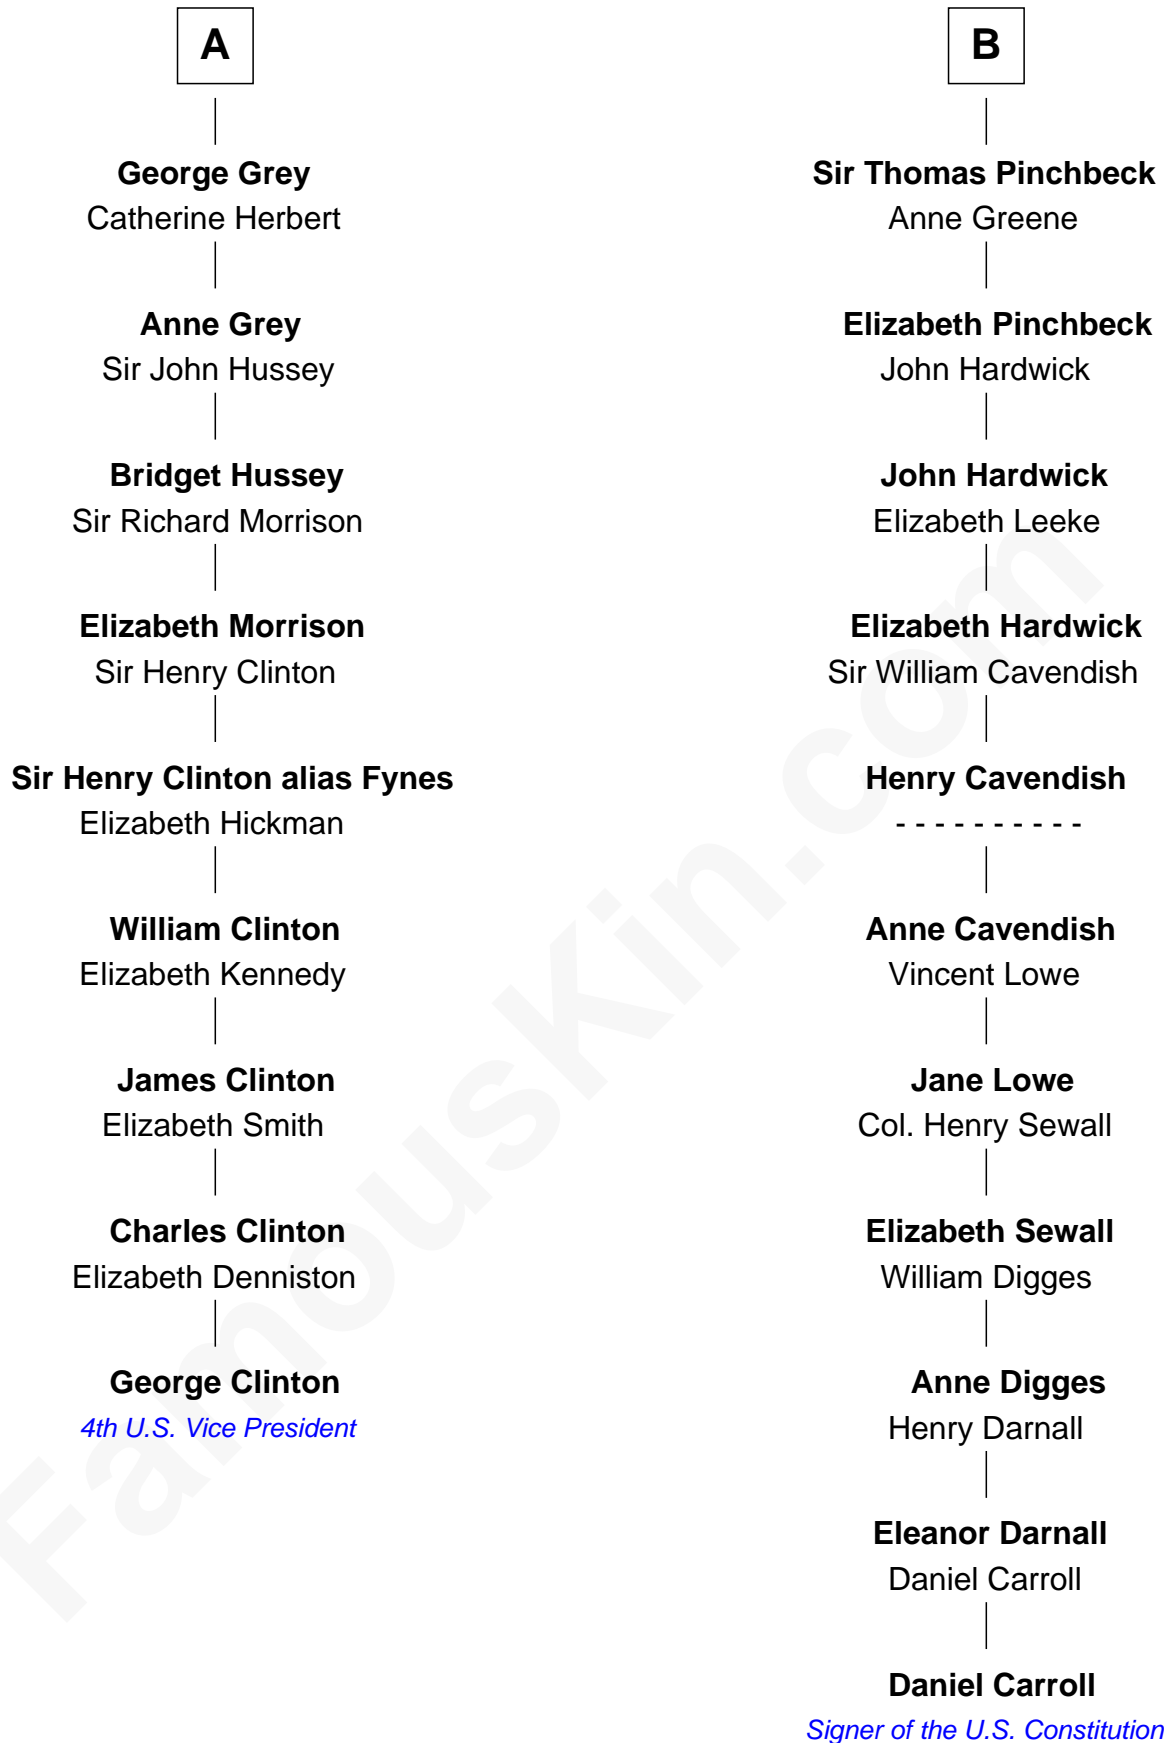 A
George Grey
Catherine Herbert
Anne Grey
Sir John Hussey
Bridget Hussey
Sir Richard Morrison
Elizabeth Morrison
Sir Henry Clinton
Sir Henry Clinton alias Fynes
Elizabeth Hickman
William Clinton
Elizabeth Kennedy
James Clinton
Elizabeth Smith
Charles Clinton
Elizabeth Denniston
George Clinton
4th U.S. Vice President
B
Sir Thomas Pinchbeck
Anne Greene
Elizabeth Pinchbeck
John Hardwick
John Hardwick
Elizabeth Leeke
Elizabeth Hardwick
Sir William Cavendish
Henry Cavendish
- - - - - - - - - -
Anne Cavendish
Vincent Lowe
Jane Lowe
Col. Henry Sewall
Elizabeth Sewall
William Digges
Anne Digges
Henry Darnall
Eleanor Darnall
Daniel Carroll
Daniel Carroll
Signer of the U.S. Constitution
FamousKin.com